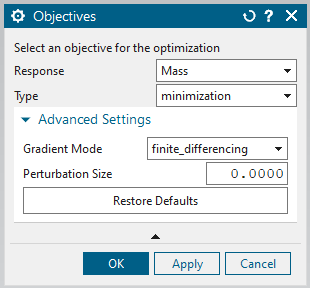 Objectives
Select an objective for the optimization
Response Mass
Type minimization
Advanced Settings
Gradient Mode finite_differencing
Perturbation Size 0.0000
Restore Defaults
OK Apply Cancel